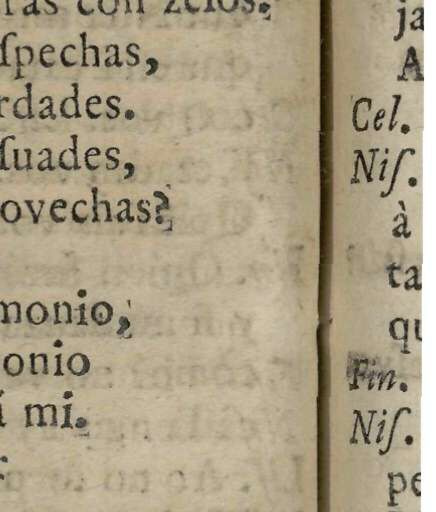 ras con zelos:
ſpechas,
rdades.
ſuades,
ovechas?
monio,
onio
í mi.
ja
A
Cel.
Niſ.
à
ta
qu
Fin.
Niſ.
pe